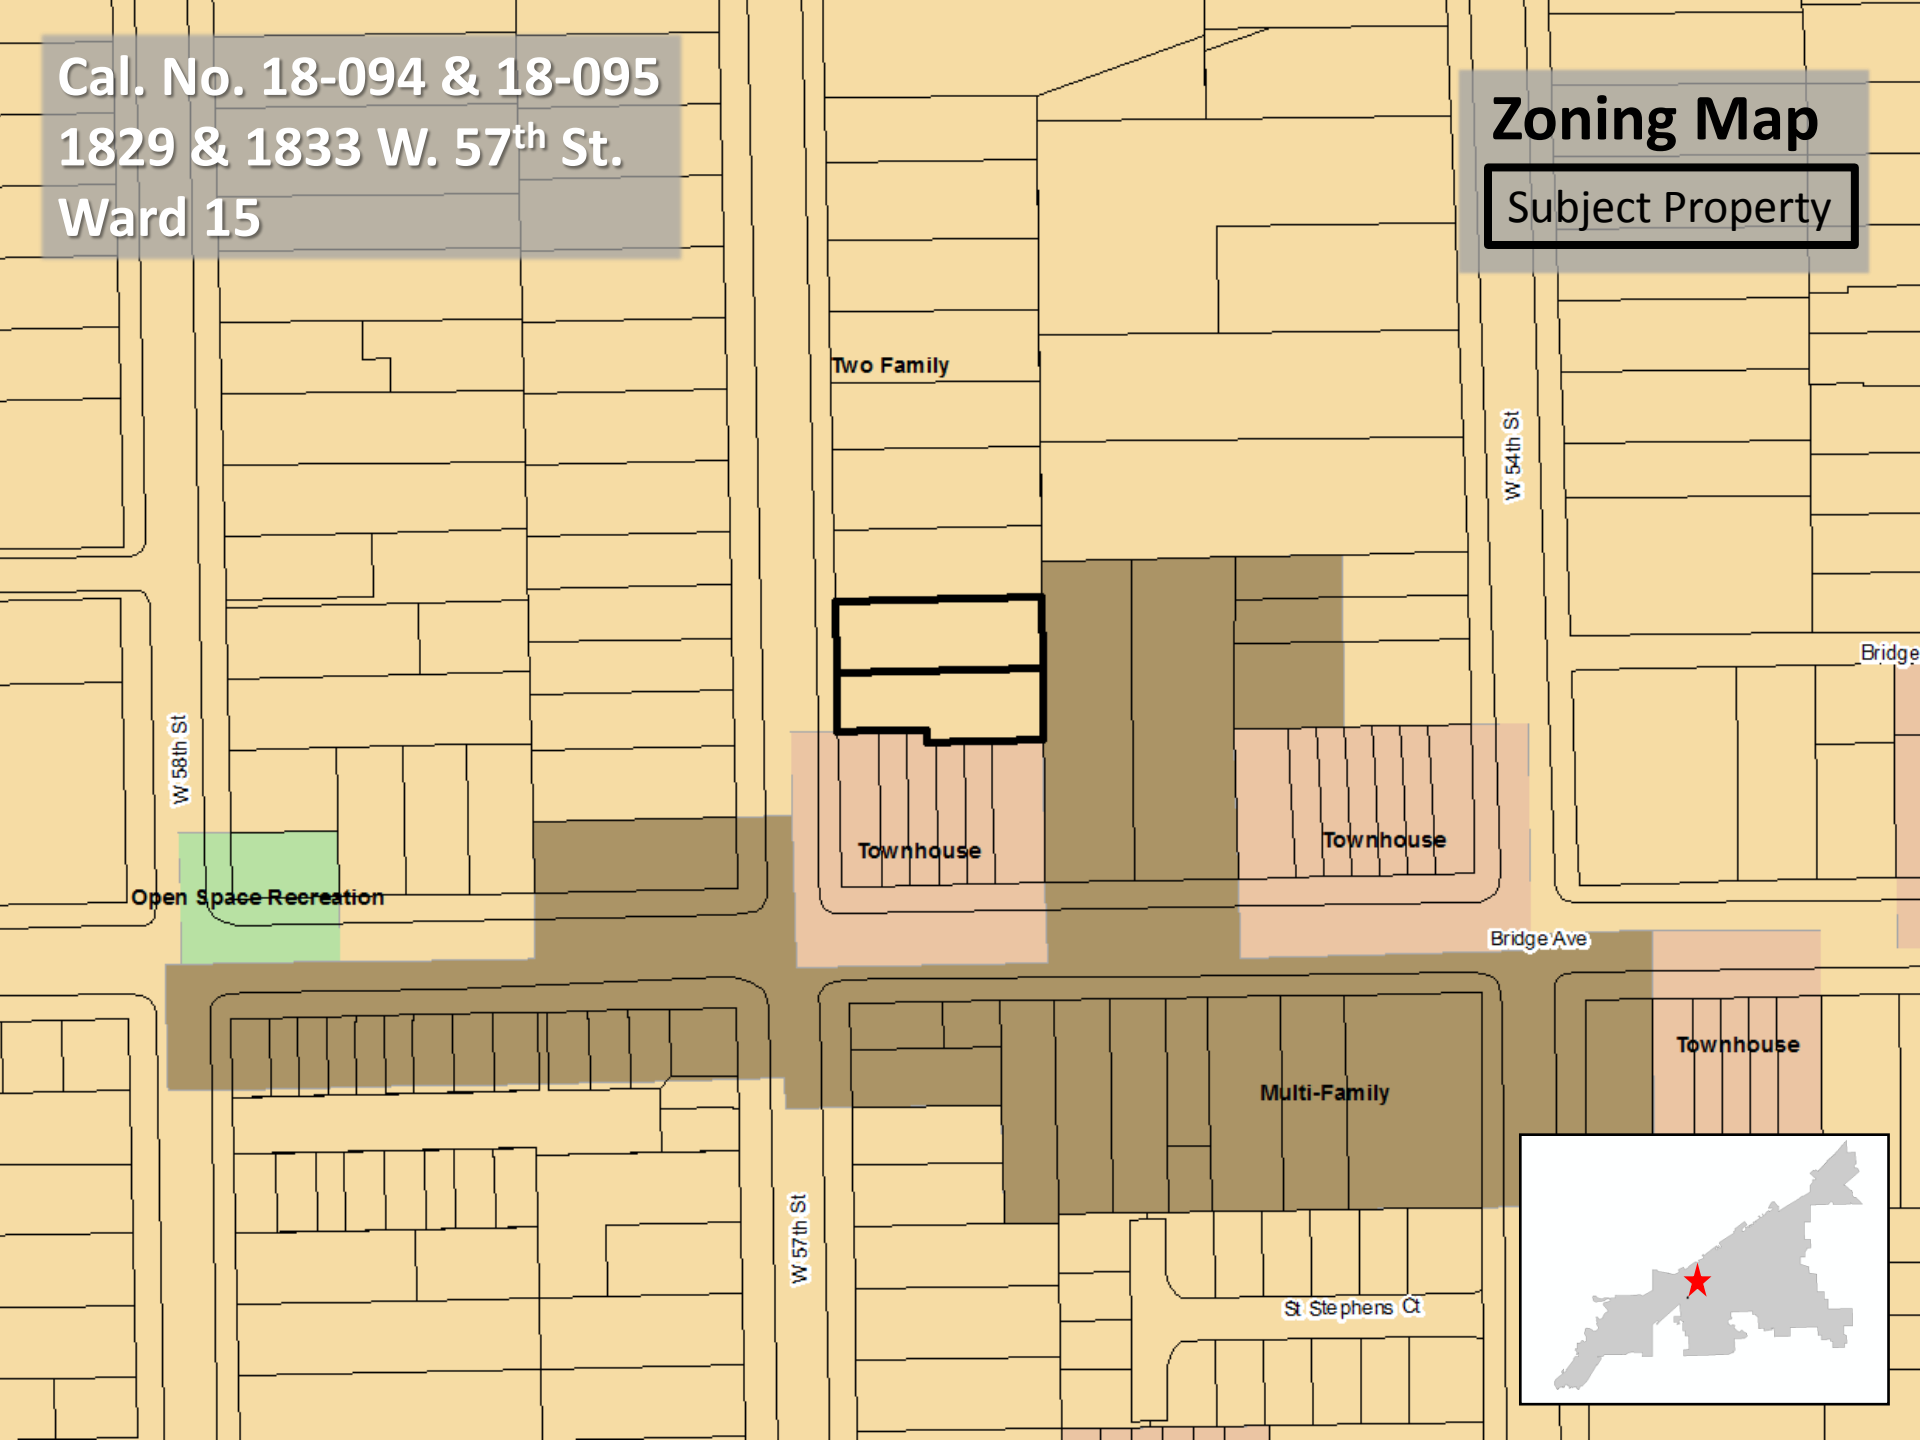 Cal. No. 18-094 & 18-095
1829 & 1833 W. 57th St.
Ward 15
Zoning Map
Subject Property
Two Family
W 54th St
Bridge
W 58th St
Townhouse
Townhouse
Open Space Recreation
Bridge Ave
Townhouse
Multi-Family
W 57th St
St Stephens Ct